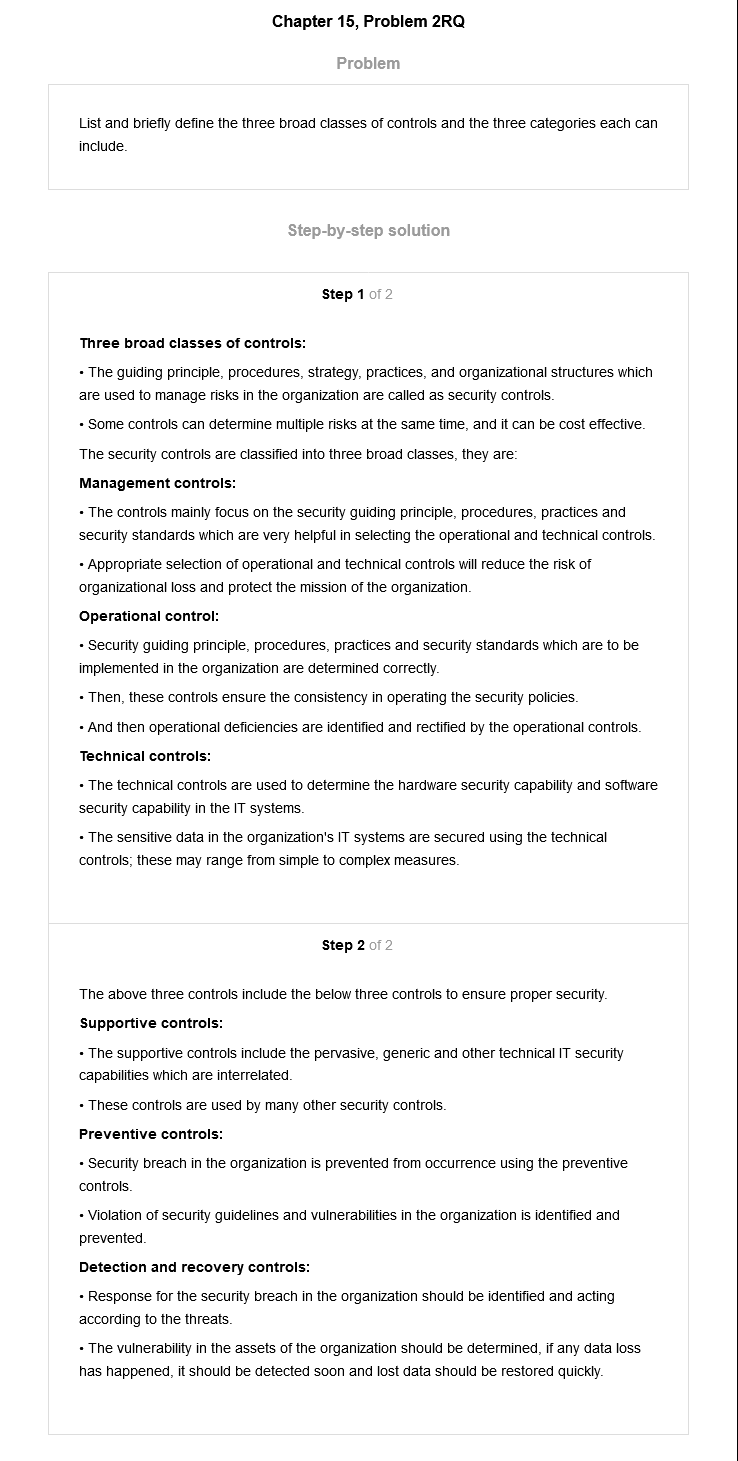 Chapter 15, Problem 2RQ
Problem
List and briefly define the three broad classes of controls and the three categories each can
include.
Step-by-step solution
Step 1 of 2
Three broad classes of controls:
• The guiding principle, procedures, strategy, practices, and organizational structures which
are used to manage risks in the organization are called as security controls.
• Some controls can determine multiple risks at the same time, and it can be cost effective.
The security controls are classified into three broad classes, they are:
Management controls:
• The controls mainly focus on the security guiding principle, procedures, practices and
security standards which are very helpful in selecting the operational and technical controls.
• Appropriate selection of operational and technical controls will reduce the risk of
organizational loss and protect the mission of the organization.
Operational control:
• Security guiding principle, procedures, practices and security standards which are to be
implemented in the organization are determined correctly.
• Then, these controls ensure the consistency in operating the security policies.
• And then operational deficiencies are identified and rectified by the operational controls.
Technical controls:
• The technical controls are used to determine the hardware security capability and software
security capability in the IT systems.
• The sensitive data in the organization's IT systems are secured using the technical
controls; these may range from simple to complex measures.
Step 2 of 2
The above three controls include the below three controls to ensure proper security.
Supportive controls:
• The supportive controls include the pervasive, generic and other technical IT security
capabilities which are interrelated.
• These controls are used by many other security controls.
Preventive controls:
• Security breach in the organization is prevented from occurrence using the preventive
controls.
• Violation of security guidelines and vulnerabilities in the organization is identified and
prevented.
Detection and recovery controls:
• Response for the security breach in the organization should be identified and acting
according to the threats.
• The vulnerability in the assets of the organization should be determined, if any data loss
has happened, it should be detected soon and lost data should be restored quickly.